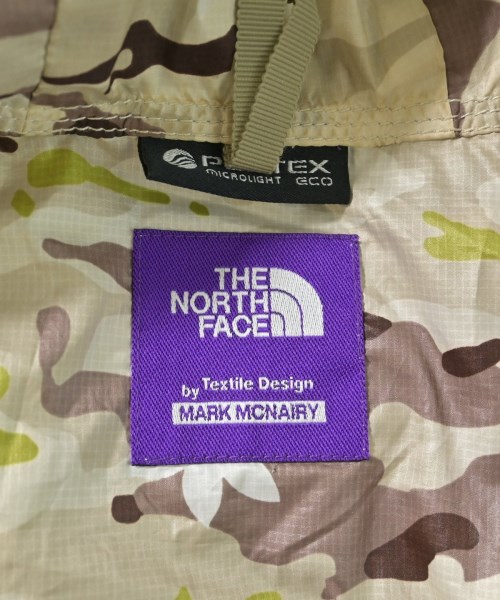 MICROLIGHT ECO
THE
NORTH
FACE
by Textile Design
MARK MCNAIRY